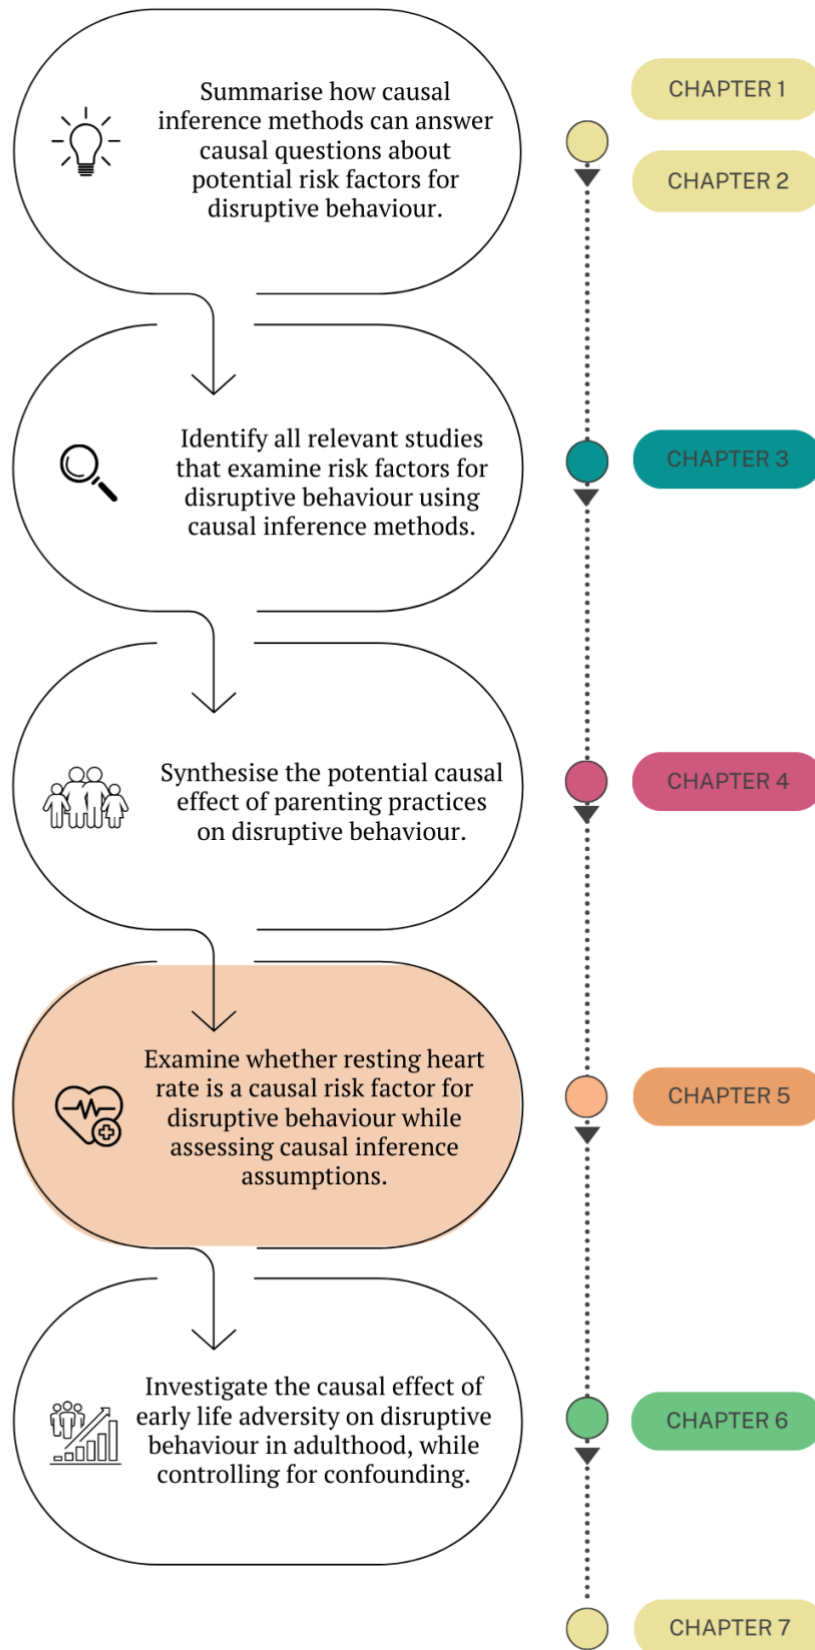 Summarise how causal
inference methods can answer
causal questions about
potential risk factors for
disruptive behaviour.
CHAPTER 1
CHAPTER 2
Identify all relevant studies
that examine risk factors for
disruptive behaviour using
causal inference methods.
CHAPTER 3
Synthesise the potential causal
effect of parenting practices
on disruptive behaviour.
CHAPTER 4
Examine whether resting heart
rate is a causal risk factor for
disruptive behaviour while
assessing causal inference
assumptions.
CHAPTER 5
Investigate the causal effect of
early life adversity on disruptive
behaviour in adulthood, while
controlling for confounding.
CHAPTER 6
CHAPTER 7